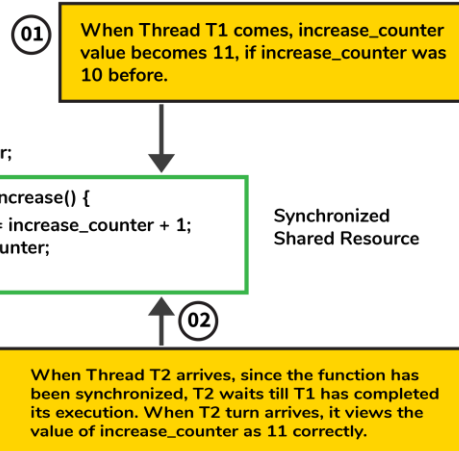 01
When Thread T1 comes, increase_counter
value becomes 11, if increase_counter was
10 before.
r;
ncrease() {
= increase_counter + 1;
unter;
Synchronized
Shared Resource
02
When Thread T2 arrives, since the function has
been synchronized, T2 waits till T1 has completed
its execution. When T2 turn arrives, it views the
value of increase_counter as 11 correctly.